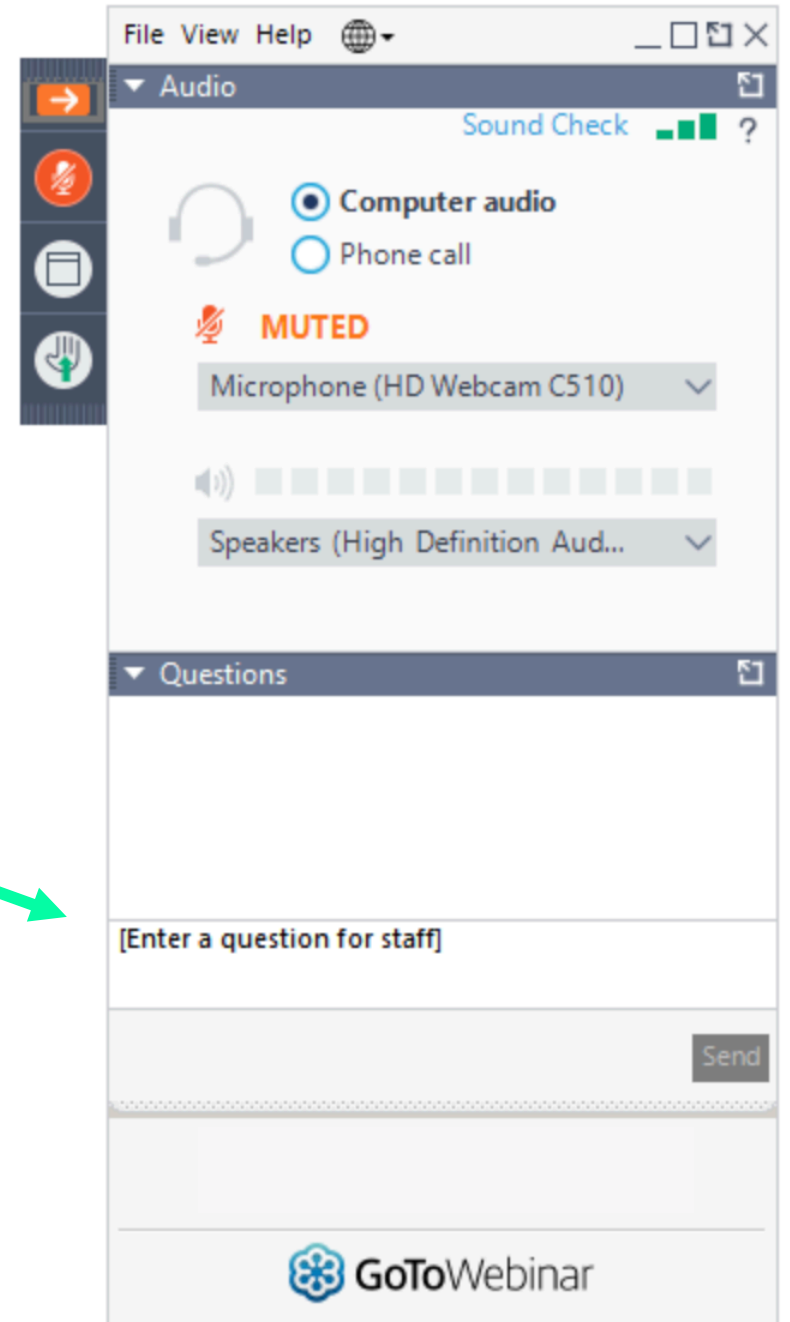 File View Help
Audio
Sound Check ?
Computer audio
Phone call
MUTED
Microphone (HD Webcam C510)
Speakers (High Definition Aud...
Questions
[Enter a question for staff]
Send
GoToWebinar